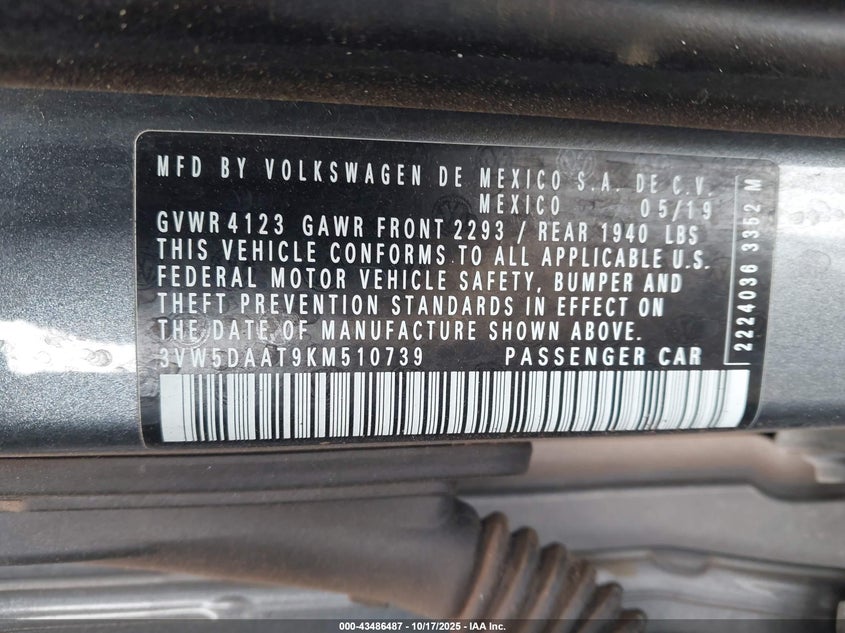 MFD BY VOLKSWAGEN DE MEXICO S.A. DE C.V.
MEXICO 05/19
GVWR 4123 GAWR FRONT 2293 / REAR 1940 LBS
THIS VEHICLE CONFORMS TO ALL APPLICABLE U.S.
FEDERAL MOTOR VEHICLE SAFETY, BUMPER AND
THEFT PREVENTION STANDARDS IN EFFECT ON
THE DATE OF MANUFACTURE SHOWN ABOVE.
3VW5DAAT9KM510739 PASSENGER CAR
2224036 3352 M
000-43486487 - 10/17/2025 - IAA Inc.